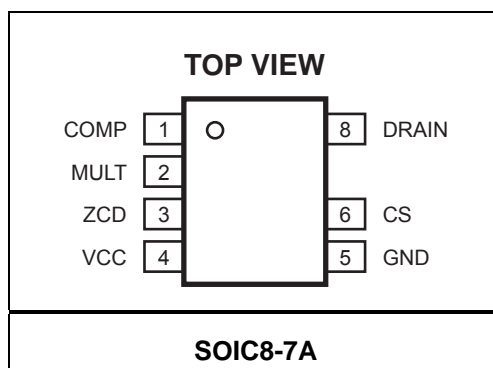 TOP VIEW
COMP 1 8 DRAIN
MULT 2
ZCD 3 6 CS
VCC 4 5 GND
SOIC8-7A